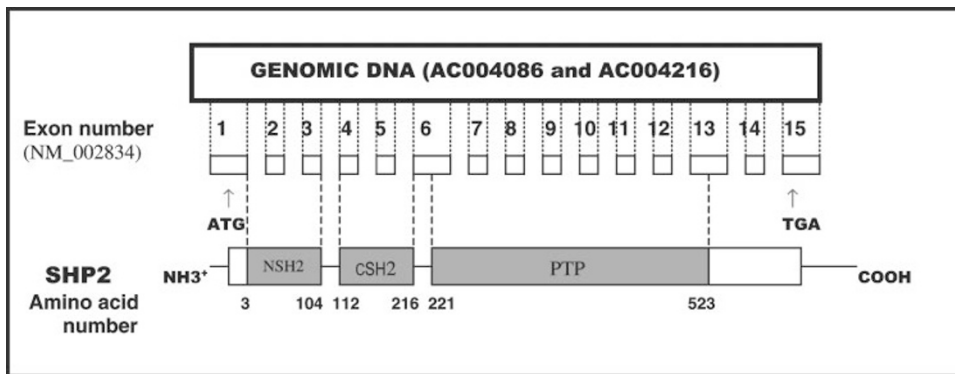 GENOMIC DNA (AC004086 and AC004216)
Exon number 1 2 3 4 5 6 7 8 9 10 11 12 13 14 15
(NM_002834)
ATG TGA
NSH2 CSH2 PTP
SHP2 NH3⁺ COOH
Amino acid 3 104 112 216 221 523
number